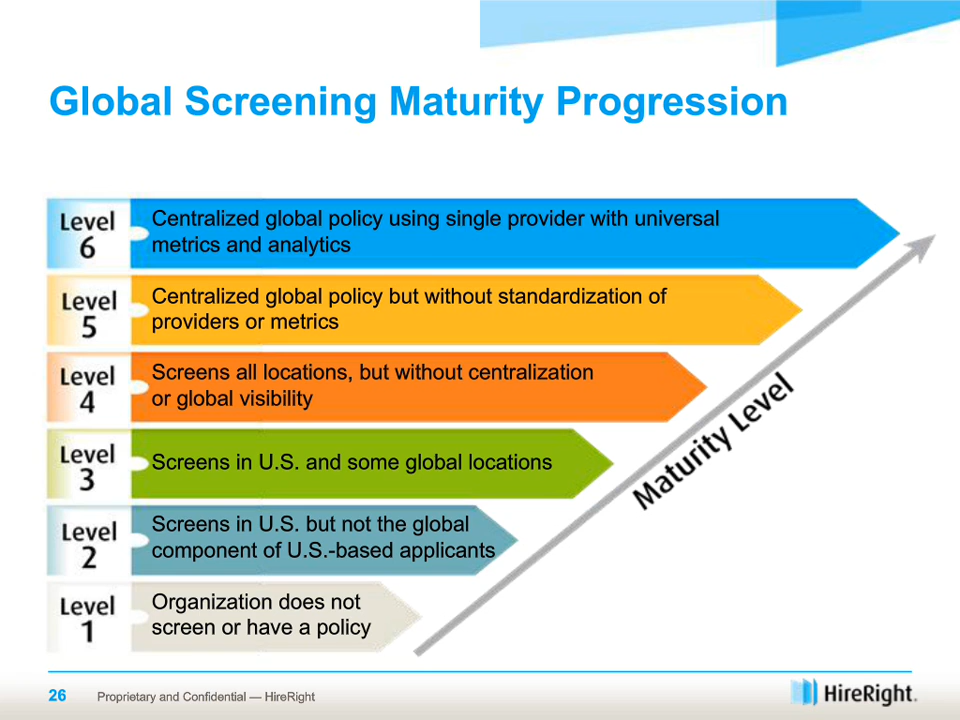 Global Screening Maturity Progression
Level
6
Centralized global policy using single provider with universal
metrics and analytics
Level
5
Centralized global policy but without standardization of
providers or metrics
Level
4
Screens all locations, but without centralization
or global visibility
Level
3
Screens in U.S. and some global locations
Level
2
Screens in U.S. but not the global
component of U.S.-based applicants
Level
1
Organization does not
screen or have a policy
Maturity Level
26
Proprietary and Confidential — HireRight
HireRight